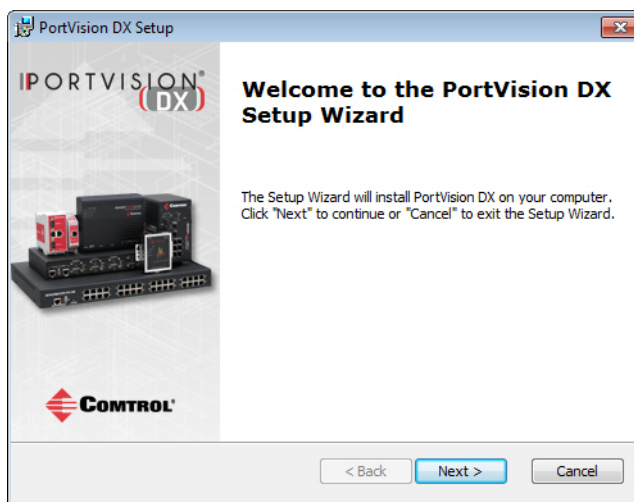 PortVision DX Setup
PORTVISION®
(DX)
Welcome to the PortVision DX
Setup Wizard
The Setup Wizard will install PortVision DX on your computer.
Click "Next" to continue or "Cancel" to exit the Setup Wizard.
COMTROL®
< Back
Next >
Cancel